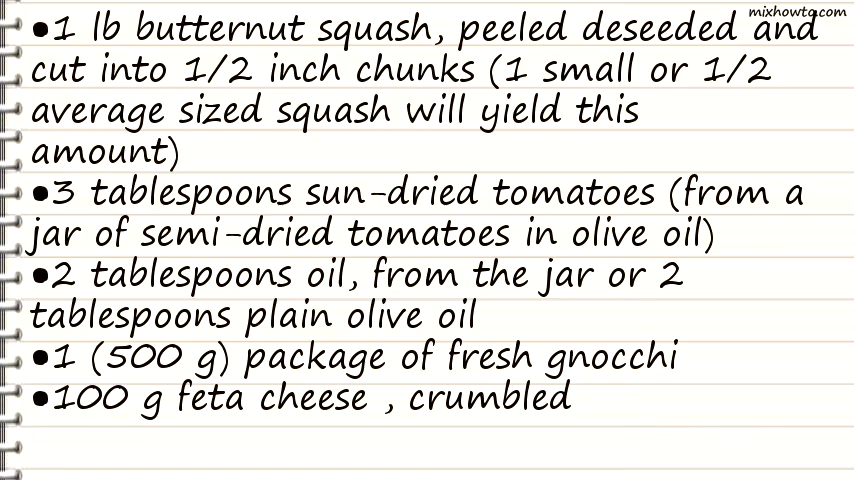 mixhowto.com
•1 lb butternut squash, peeled deseeded and
cut into 1/2 inch chunks (1 small or 1/2
average sized squash will yield this
amount)
•3 tablespoons sun-dried tomatoes (from a
jar of semi-dried tomatoes in olive oil)
•2 tablespoons oil, from the jar or 2
tablespoons plain olive oil
•1 (500 g) package of fresh gnocchi
•100 g feta cheese , crumbled